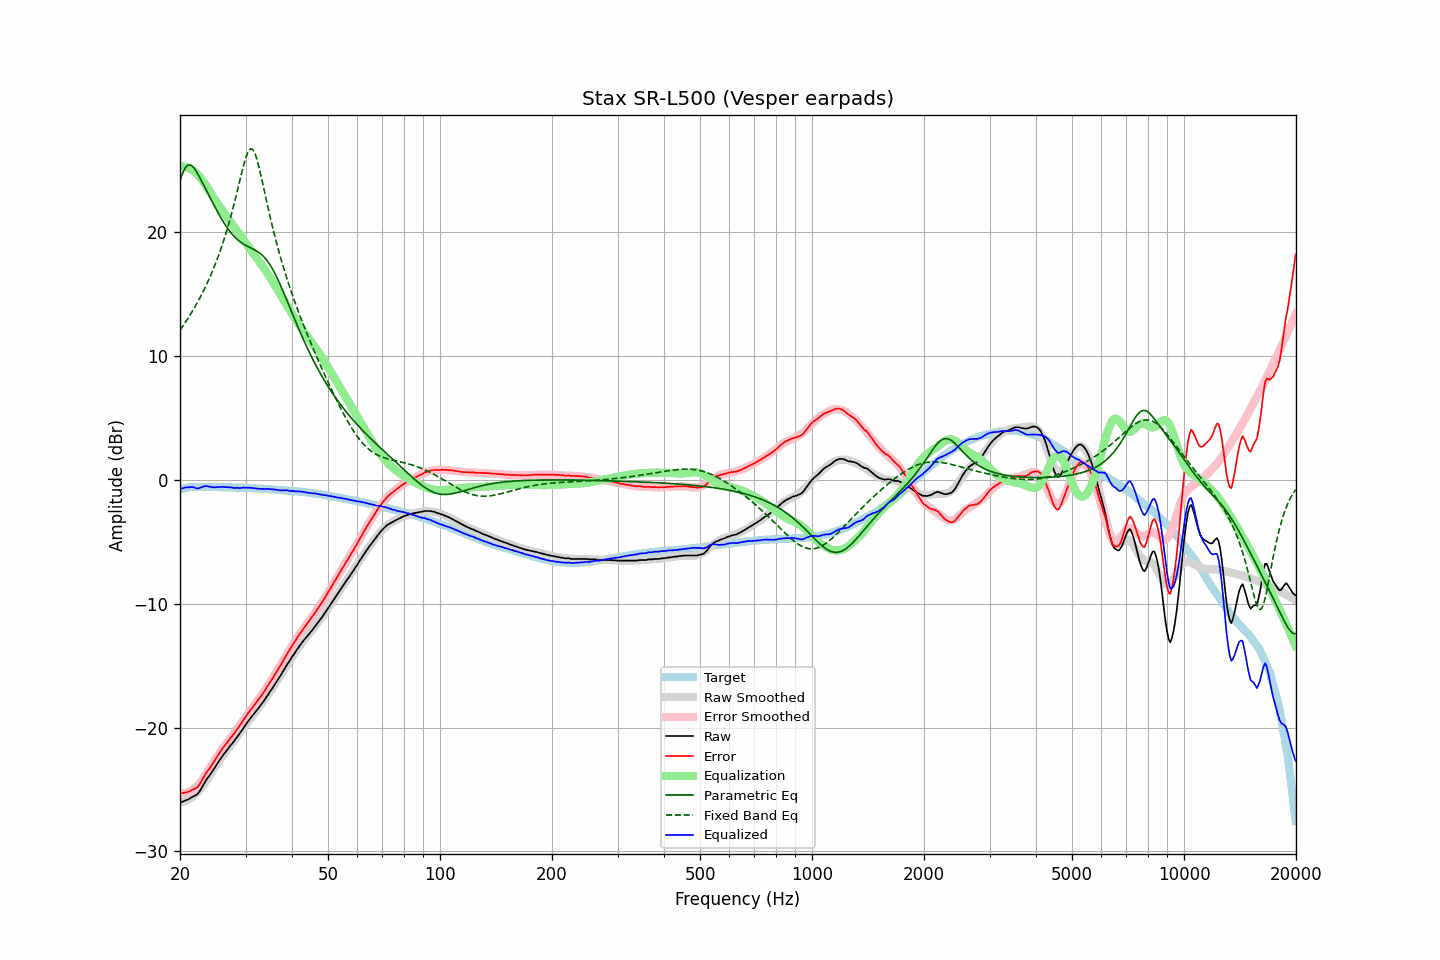 Stax SR-L500 (Vesper earpads)
Amplitude (dBr)
20
10
0
−10
−20
−30
Target
Raw Smoothed
Error Smoothed
Raw
Error
Equalization
Parametric Eq
Fixed Band Eq
Equalized
20 50 100 200 500 1000 2000 5000 10000 20000
Frequency (Hz)